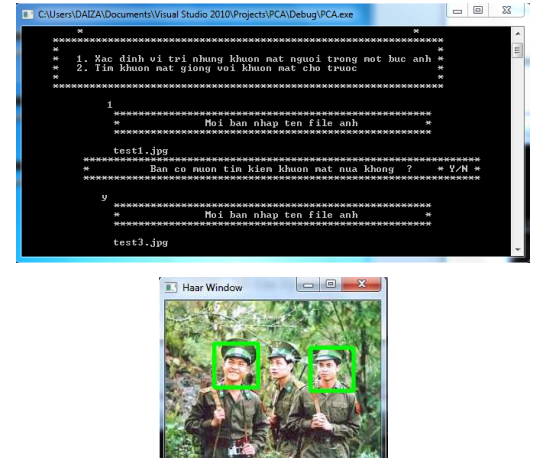 C:\Users\DAIZA\Documents\Visual Studio 2010\Projects\PCA\Debug\PCA.exe
* *
************************************************************
* *
* 1. Xac dinh vi tri nhung khuon mat nguoi trong mot buc anh *
* 2. Tim khuon mat giong voi khuon mat cho truoc *
* *
************************************************************
1
*************************************************
* Moi ban nhap ten file anh *
*************************************************
test1.jpg
*************************************************************
* Ban co muon tim kiem khuon mat nua khong ? * Y/N *
*************************************************************
y
*************************************************
* Moi ban nhap ten file anh *
*************************************************
test3.jpg
Haar Window